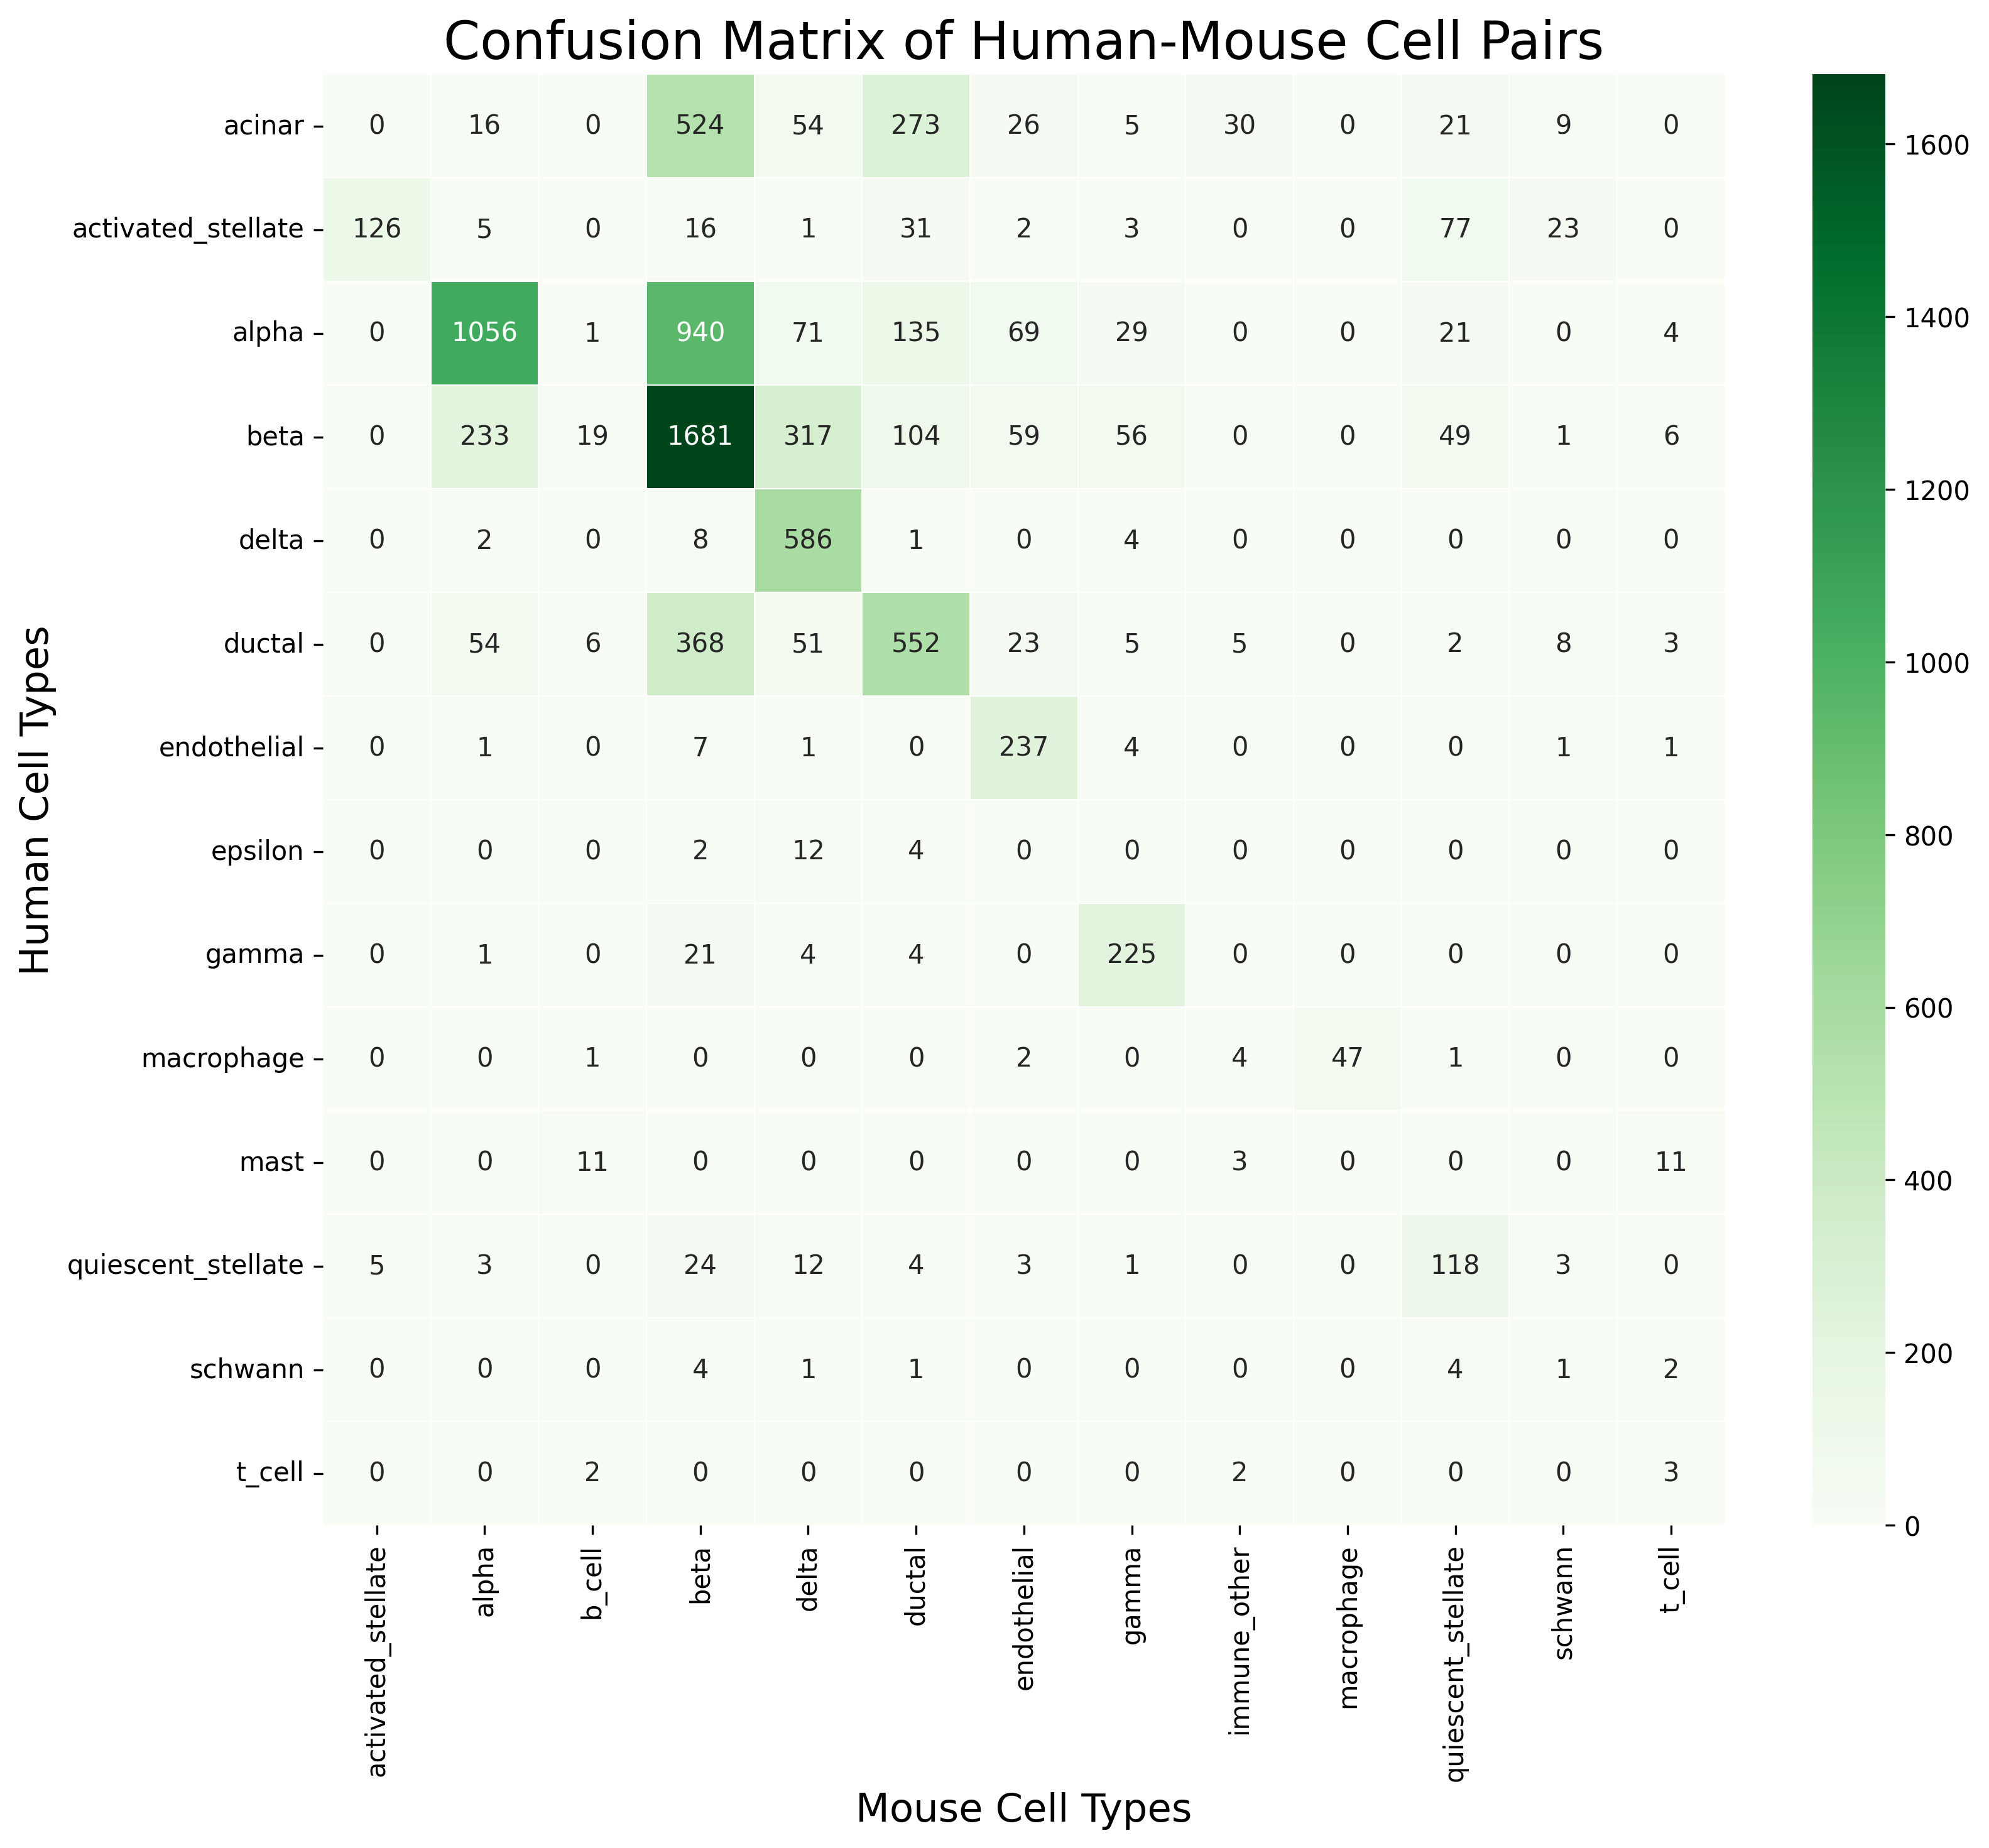 Confusion Matrix of Human-Mouse Cell Pairs
acinar 0 16 0 524 54 273 26 5 30 0 21 9 0
activated_stellate 126 5 0 16 1 31 2 3 0 0 77 23 0
alpha 0 1056 1 940 71 135 69 29 0 0 21 0 4
beta 0 233 19 1681 317 104 59 56 0 0 49 1 6
delta 0 2 0 8 586 1 0 4 0 0 0 0 0
ductal 0 54 6 368 51 552 23 5 5 0 2 8 3
endothelial 0 1 0 7 1 0 237 4 0 0 0 1 1
epsilon 0 0 0 2 12 4 0 0 0 0 0 0 0
gamma 0 1 0 21 4 4 0 225 0 0 0 0 0
macrophage 0 0 1 0 0 0 2 0 4 47 1 0 0
mast 0 0 11 0 0 0 0 0 3 0 0 0 11
quiescent_stellate 5 3 0 24 12 4 3 1 0 0 118 3 0
schwann 0 0 0 4 1 1 0 0 0 0 4 1 2
t_cell 0 0 2 0 0 0 0 0 2 0 0 0 3
Human Cell Types
activated_stellate
alpha
b_cell
beta
delta
ductal
endothelial
gamma
immune_other
macrophage
quiescent_stellate
schwann
t_cell
Mouse Cell Types
1600
1400
1200
1000
800
600
400
200
0